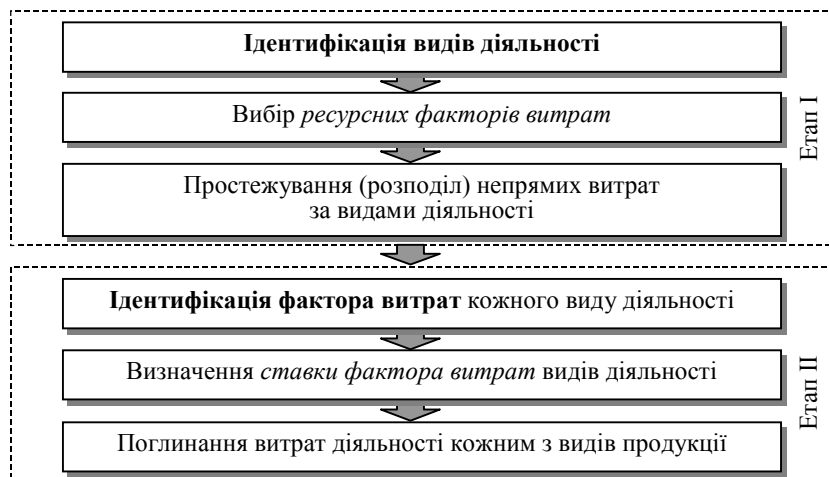 Ідентифікація видів діяльності
Вибір ресурсних факторів витрат
Простежування (розподіл) непрямих витрат
за видами діяльності
Етап I
Ідентифікація фактора витрат кожного виду діяльності
Визначення ставки фактора витрат видів діяльності
Поглинання витрат діяльності кожним з видів продукції
Етап II